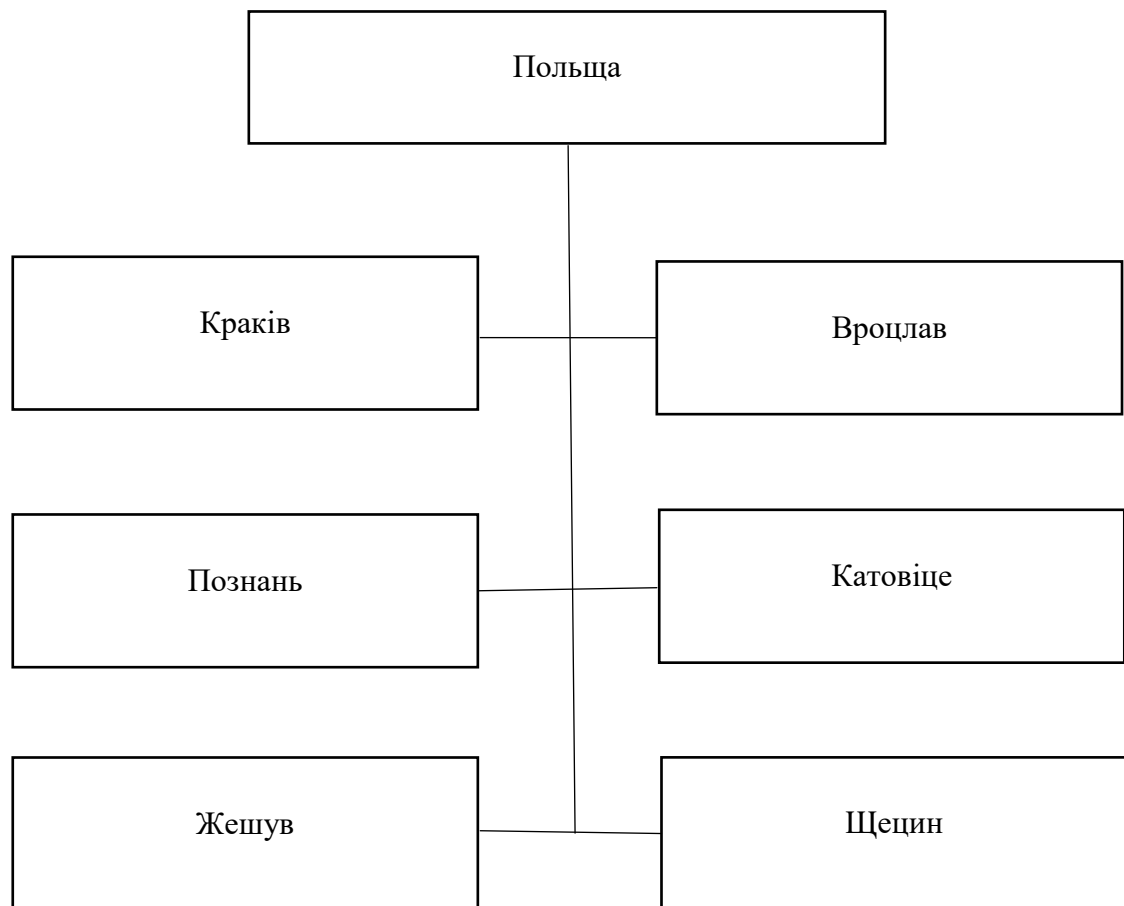 Польща
Краків
Вроцлав
Познань
Катовіце
Жешув
Щецин